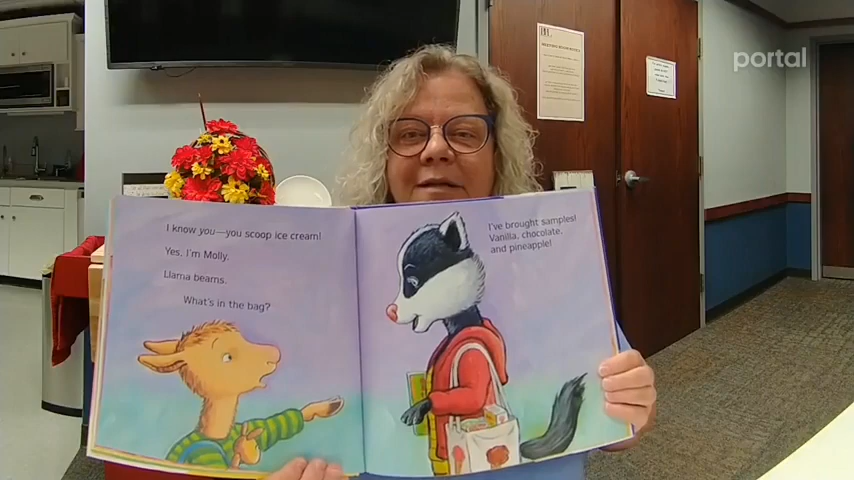 portal
I know you—you scoop ice cream!
Yes, I'm Molly.
Llama beams.
What's in the bag?
I've brought samples!
Vanilla, chocolate,
and pineapple!